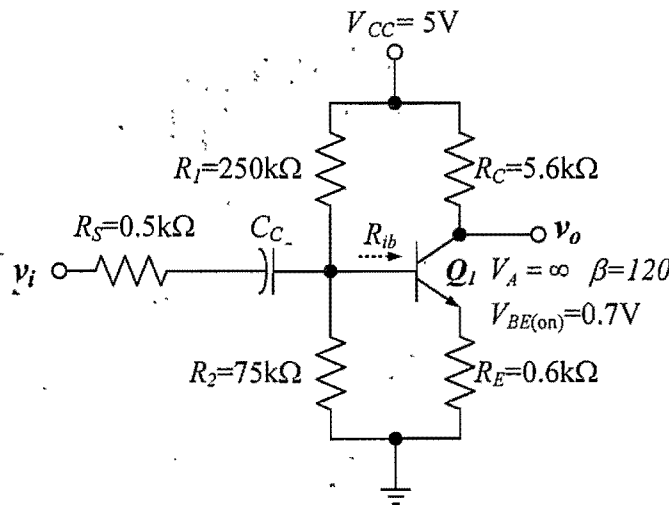 V_CC = 5V
R_1=250kΩ
R_C=5.6kΩ
R_S=0.5kΩ
C_C
R_ib
v_o
v_i
Q_1 V_A = ∞ β=120
V_BE(on)=0.7V
R_2=75kΩ
R_E=0.6kΩ